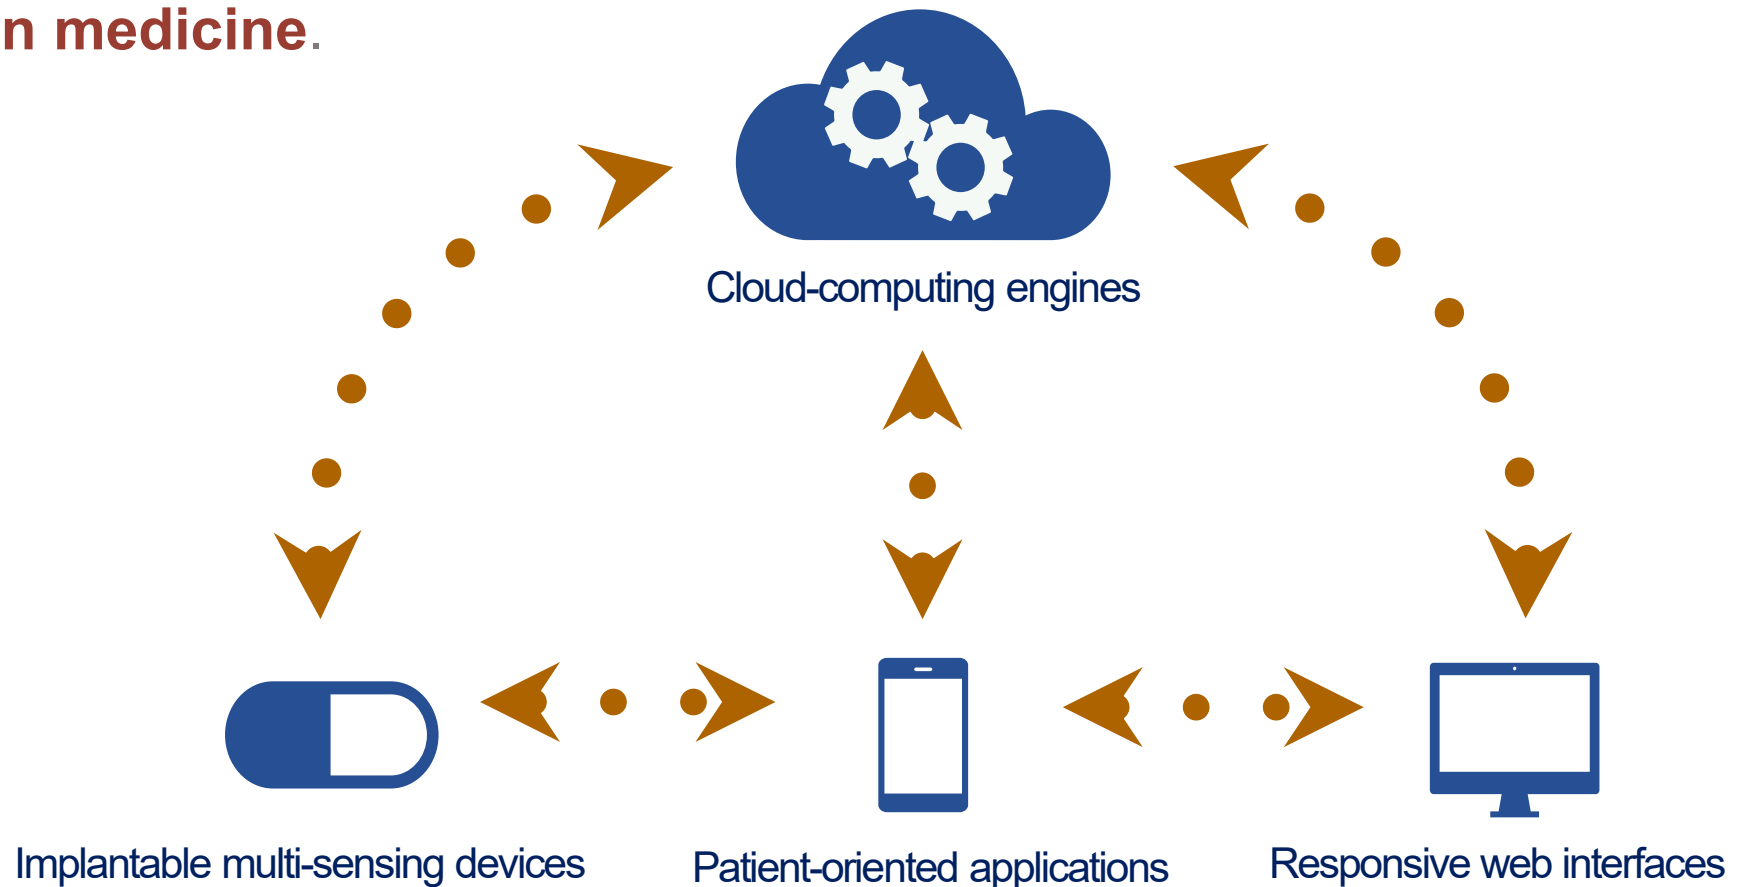 n medicine.
Cloud-computing engines
Implantable multi-sensing devices
Patient-oriented applications
Responsive web interfaces